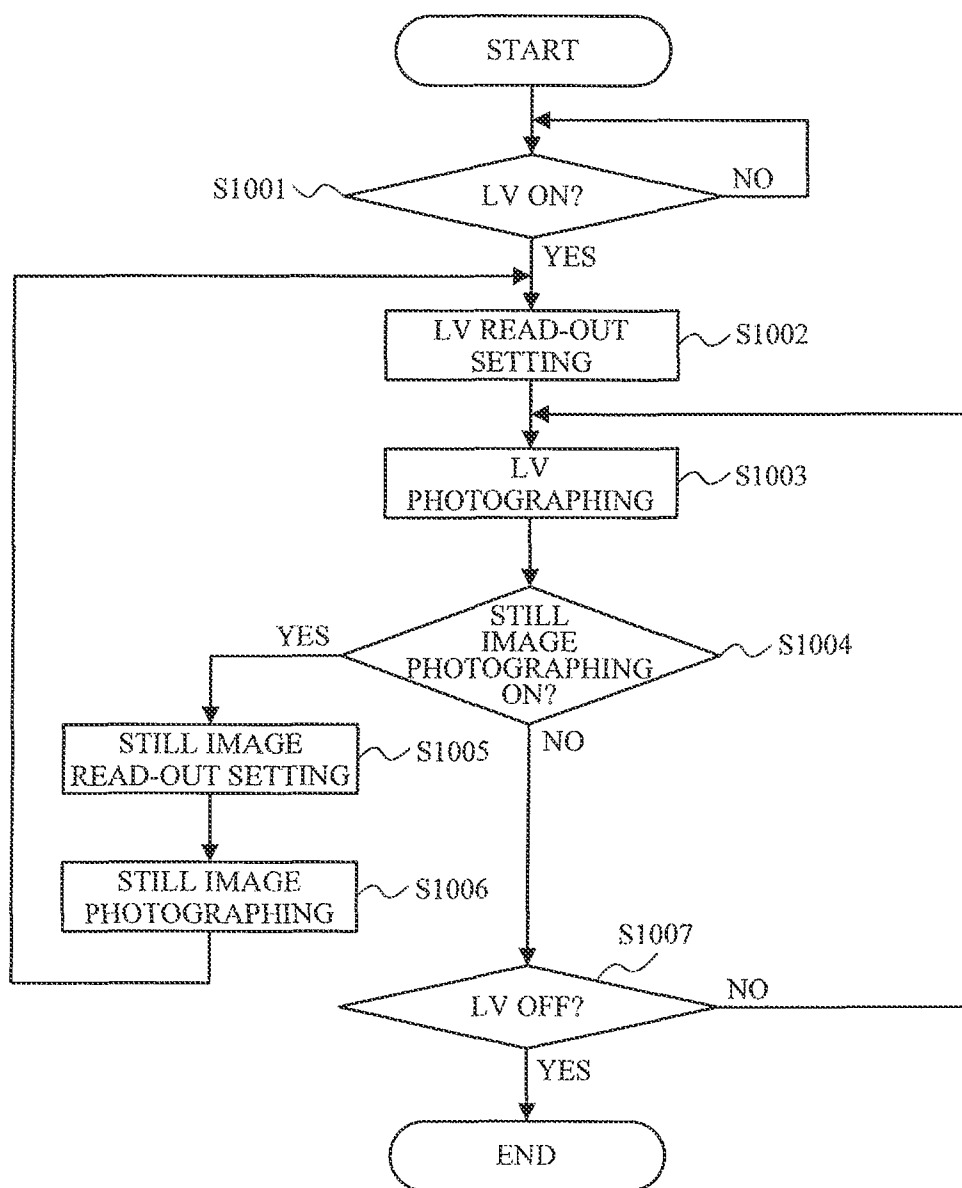 START
S1001
LV ON?
NO
YES
LV READ-OUT
SETTING
S1002
LV
PHOTOGRAPHING
S1003
YES
STILL
IMAGE
PHOTOGRAPHING
ON?
S1004
NO
STILL IMAGE
READ-OUT SETTING
S1005
STILL IMAGE
PHOTOGRAPHING
S1006
S1007
LV OFF?
NO
YES
END